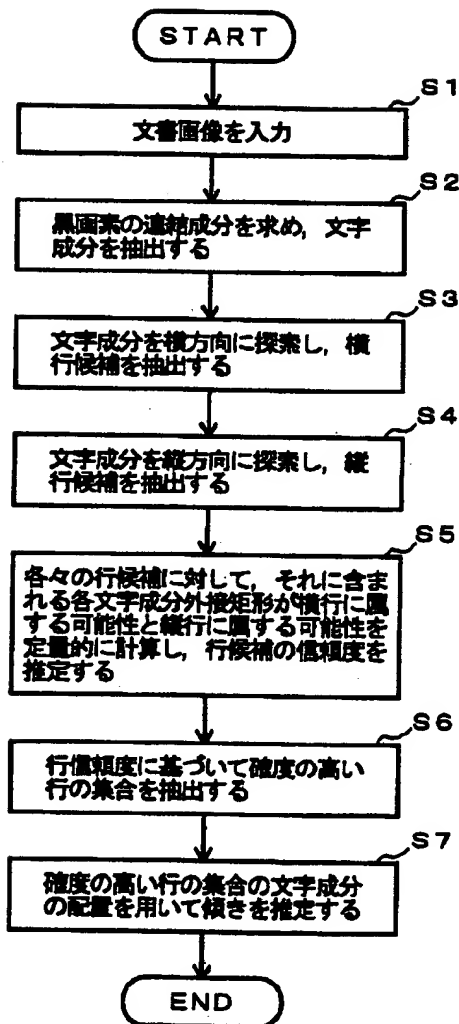 START
S1
文書画像を入力
S2
黒画素の連結成分を求め，文字
成分を抽出する
S3
文字成分を横方向に探索し，横
行候補を抽出する
S4
文字成分を縦方向に探索し，縦
行候補を抽出する
S5
各々の行候補に対して，それに含ま
れる各文字成分外接矩形が横行に属
する可能性と縦行に属する可能性を
定量的に計算し，行候補の信頼度を
推定する
S6
行信頼度に基づいて確度の高い
行の集合を抽出する
S7
確度の高い行の集合の文字成分
の配置を用いて傾きを推定する
END